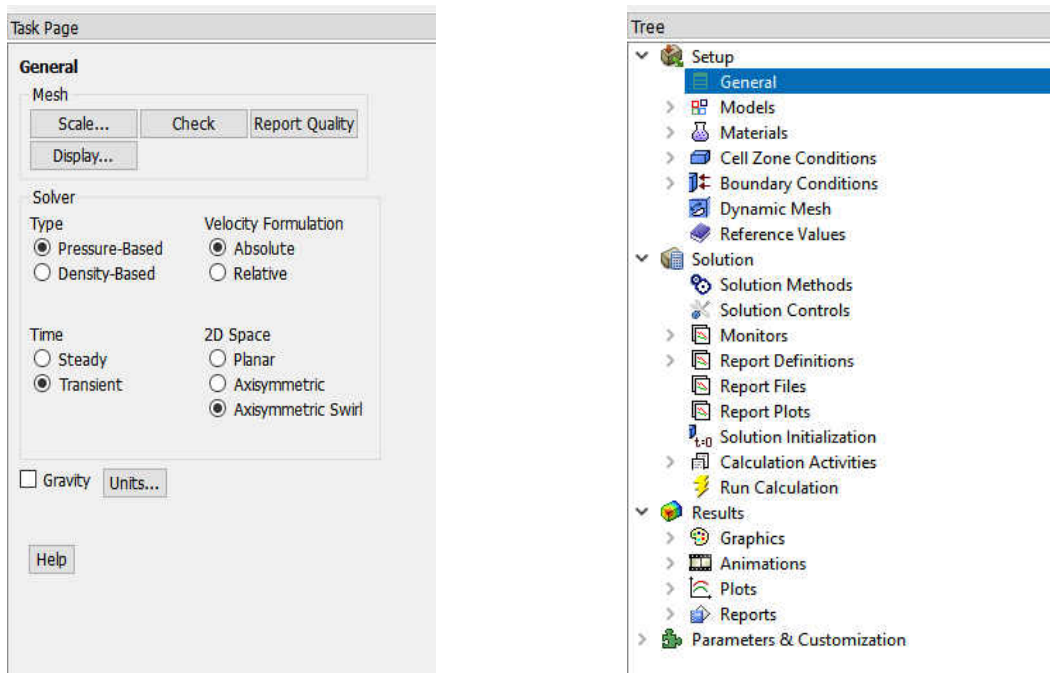 Task Page
General
Mesh
Scale... Check Report Quality
Display...
Solver
Type Velocity Formulation
Pressure-Based Absolute
Density-Based Relative
Time 2D Space
Steady Planar
Transient Axisymmetric
Axisymmetric Swirl
Gravity Units...
Help
Tree
Setup
General
Models
Materials
Cell Zone Conditions
Boundary Conditions
Dynamic Mesh
Reference Values
Solution
Solution Methods
Solution Controls
Monitors
Report Definitions
Report Files
Report Plots
t=0 Solution Initialization
Calculation Activities
Run Calculation
Results
Graphics
Animations
Plots
Reports
Parameters & Customization